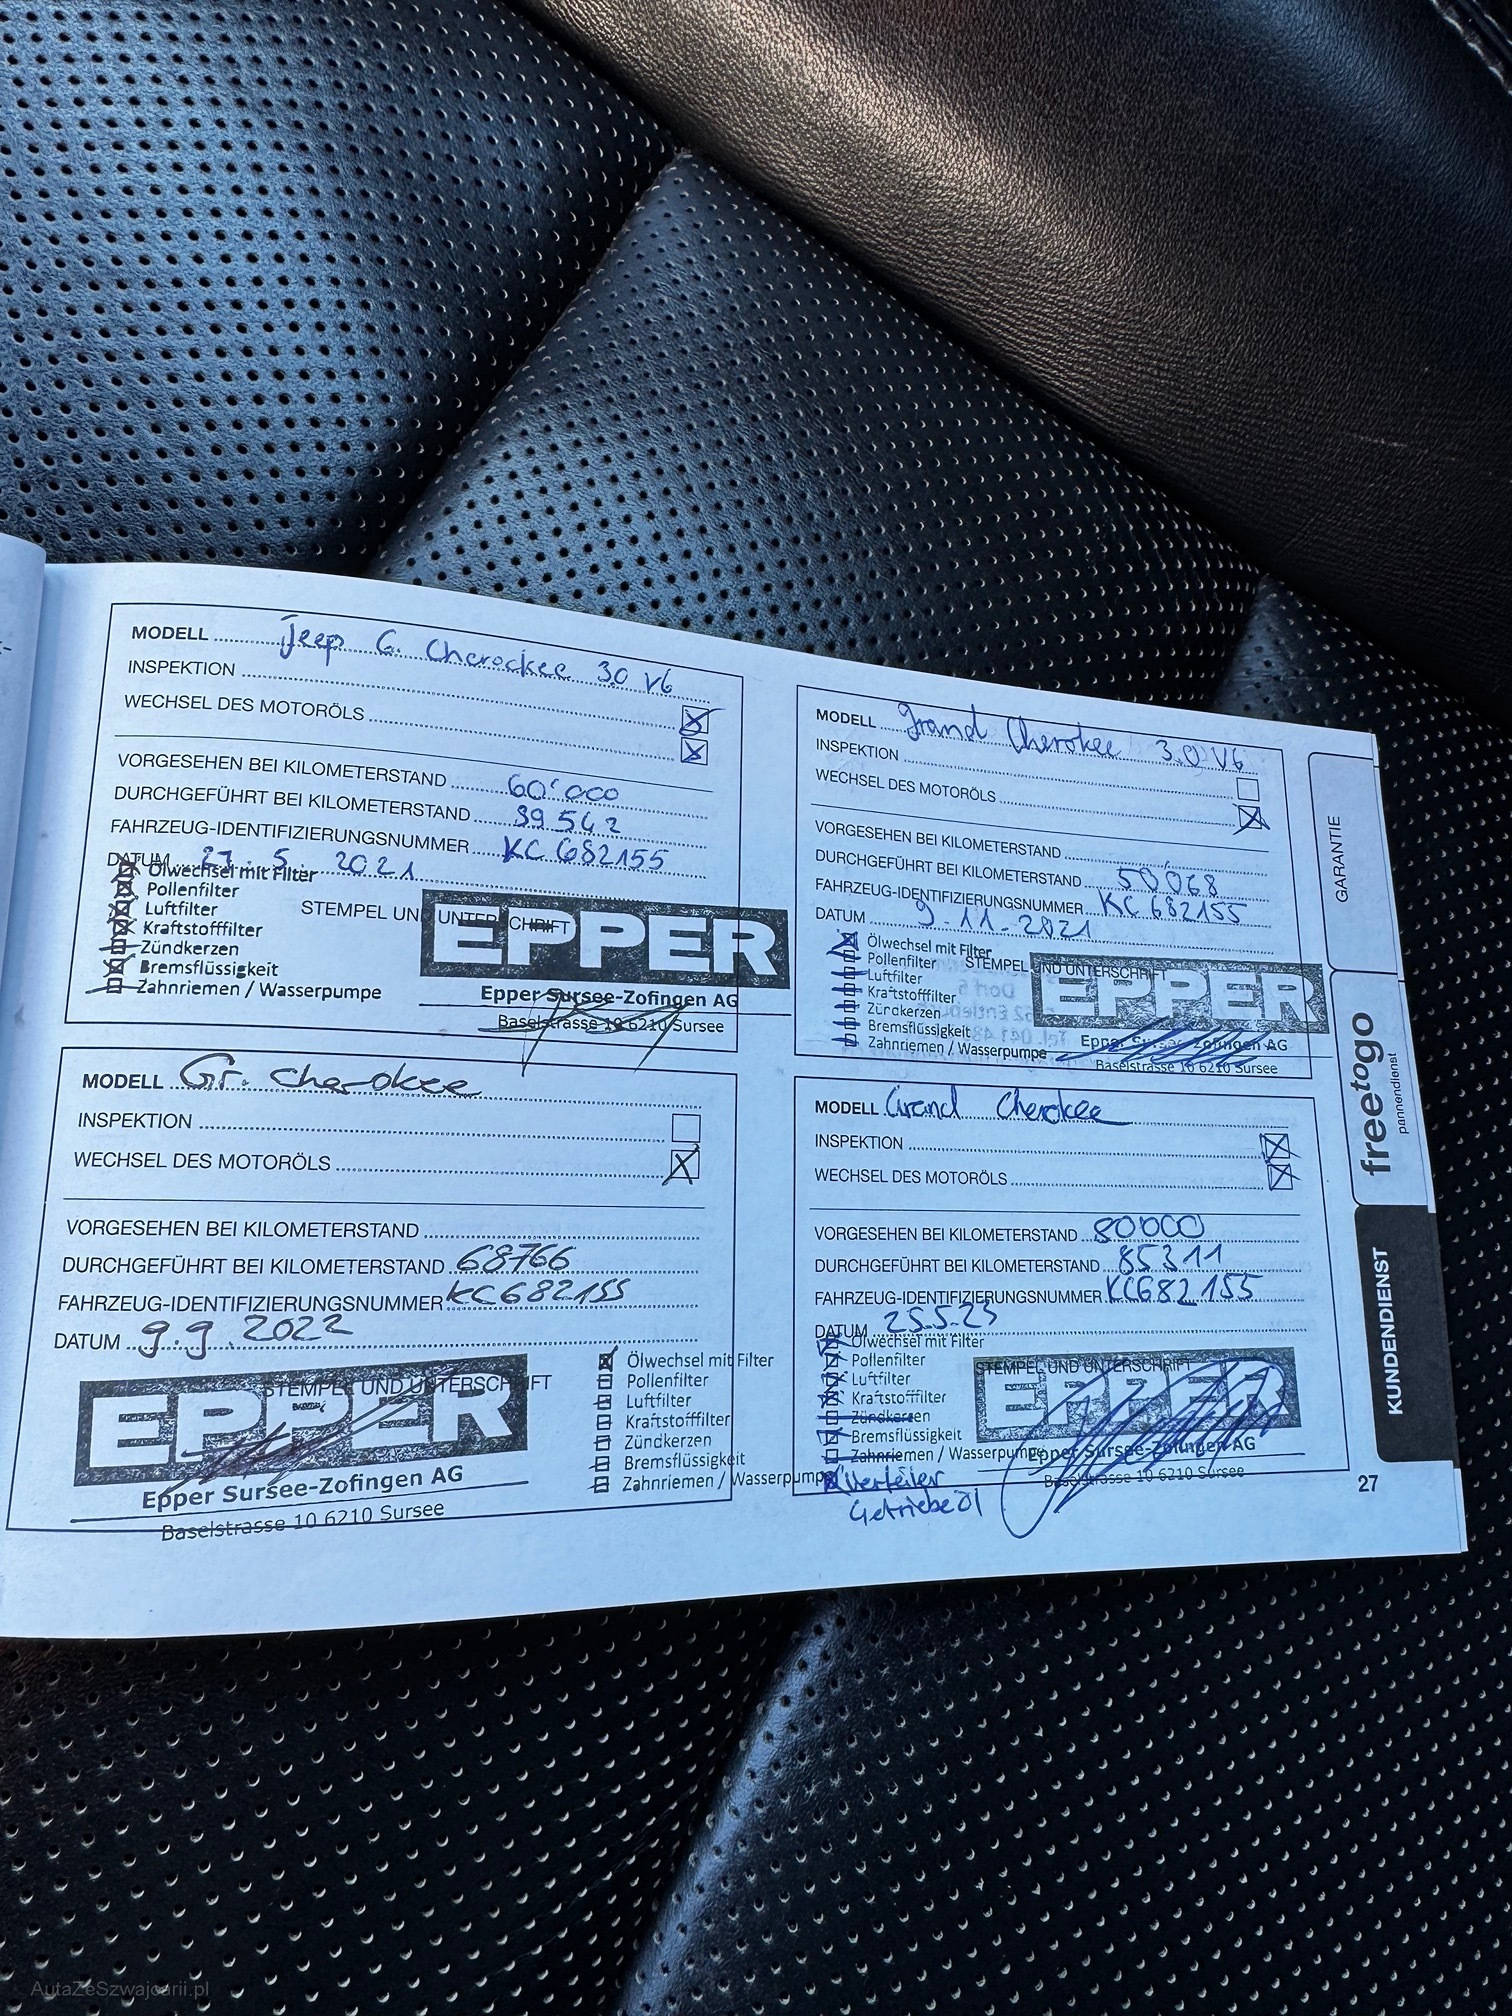 MODELL Jeep G. Cherockee 3.0 V6
INSPEKTION
WECHSEL DES MOTORÖLS
VORGESEHEN BEI KILOMETERSTAND 60'000
DURCHGEFÜHRT BEI KILOMETERSTAND 39542
FAHRZEUG-IDENTIFIZIERUNGSNUMMER KC682155
DATUM 27.5.2021
Ölwechsel mit Filter
Pollenfilter
Luftfilter
Kraftstofffilter
Zündkerzen
Bremsflüssigkeit
Zahnriemen / Wasserpumpe
STEMPEL UND UNTERSCHRIFT
EPPER
Epper Sursee-Zofingen AG
Baselstrasse 10 6210 Sursee
MODELL Grand Cherokee 3.0 V6
INSPEKTION
WECHSEL DES MOTORÖLS
VORGESEHEN BEI KILOMETERSTAND
DURCHGEFÜHRT BEI KILOMETERSTAND 50'068
FAHRZEUG-IDENTIFIZIERUNGSNUMMER KC682155
DATUM 9.11.2021
Ölwechsel mit Filter
Pollenfilter
Luftfilter
Kraftstofffilter
Zündkerzen
Bremsflüssigkeit
Zahnriemen / Wasserpumpe
STEMPEL UND UNTERSCHRIFT
EPPER
Epper Sursee-Zofingen AG
Baselstrasse 10 6210 Sursee
MODELL Gr. Cherokee
INSPEKTION
WECHSEL DES MOTORÖLS
VORGESEHEN BEI KILOMETERSTAND
DURCHGEFÜHRT BEI KILOMETERSTAND 68766
FAHRZEUG-IDENTIFIZIERUNGSNUMMER KC682155
DATUM 9.9.2022
STEMPEL UND UNTERSCHRIFT
EPPER
Epper Sursee-Zofingen AG
Baselstrasse 10 6210 Sursee
Ölwechsel mit Filter
Pollenfilter
Luftfilter
Kraftstofffilter
Zündkerzen
Bremsflüssigkeit
Zahnriemen / Wasserpumpe
MODELL Grand Cherokee
INSPEKTION
WECHSEL DES MOTORÖLS
VORGESEHEN BEI KILOMETERSTAND 80'000
DURCHGEFÜHRT BEI KILOMETERSTAND 85311
FAHRZEUG-IDENTIFIZIERUNGSNUMMER KC682155
DATUM 25.5.23
Ölwechsel mit Filter
Pollenfilter
Luftfilter
Kraftstofffilter
Zündkerzen
Bremsflüssigkeit
Zahnriemen / Wasserpumpe
Verteiler
Getriebeöl
STEMPEL UND UNTERSCHRIFT
EPPER
Epper Sursee-Zofingen AG
Baselstrasse 10 6210 Sursee
GARANTIE
freetogo
pannendienst
KUNDENDIENST
27
AutaZeSzwajcarii.pl